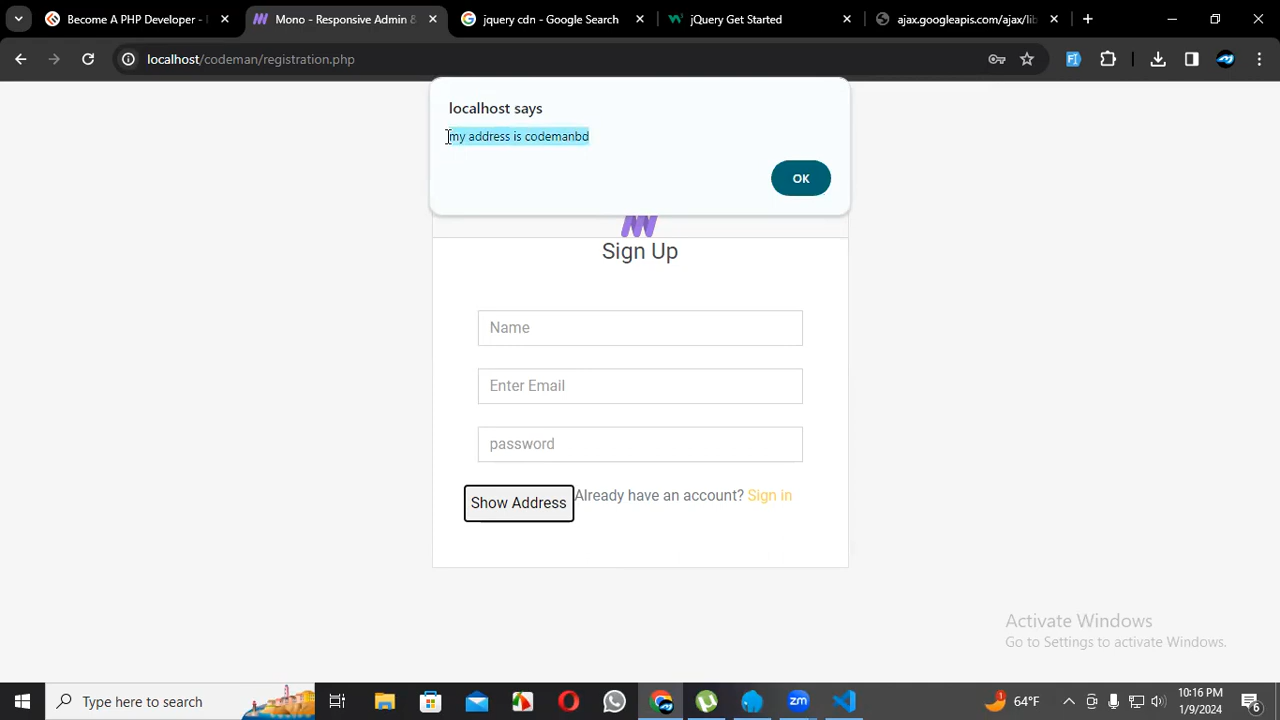 Become A PHP Developer -
Mono - Responsive Admin &
jquery cdn - Google Search
jQuery Get Started
ajax.googleapis.com/ajax/lib
localhost/codeman/registration.php
localhost says
my address is codemanbd
OK
Sign Up
Name
Enter Email
password
Show Address
Already have an account? Sign in
Activate Windows
Go to Settings to activate Windows.
Type here to search
zm
1
64°F
10:16 PM
1/9/2024
6